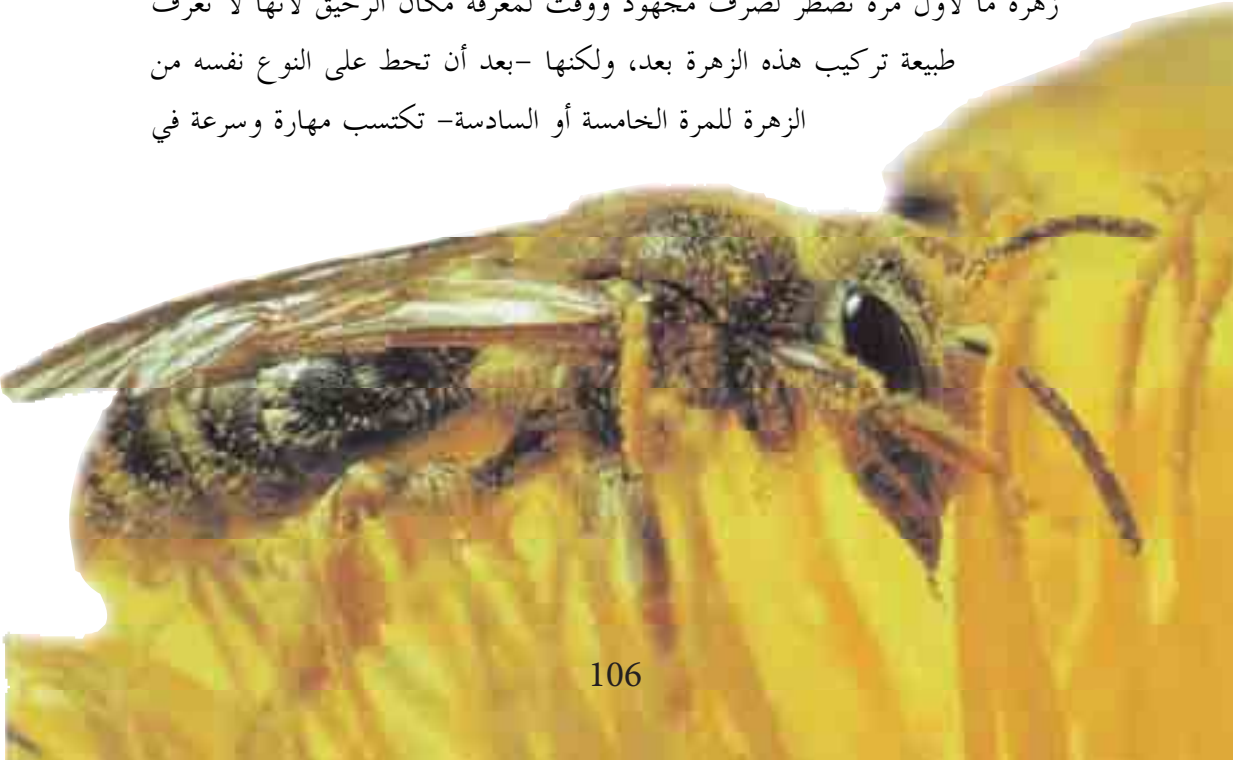 زهرة ما لأول مرة تضطر لصرف مجهود ووقت لمعرفة مكان الرحيق لأنها لا تعرف
طبيعة تركيب هذه الزهرة بعد، ولكنها -بعد أن تحط على النوع نفسه من
الزهرة للمرة الخامسة أو السادسة- تكتسب مهارة وسرعة في
106